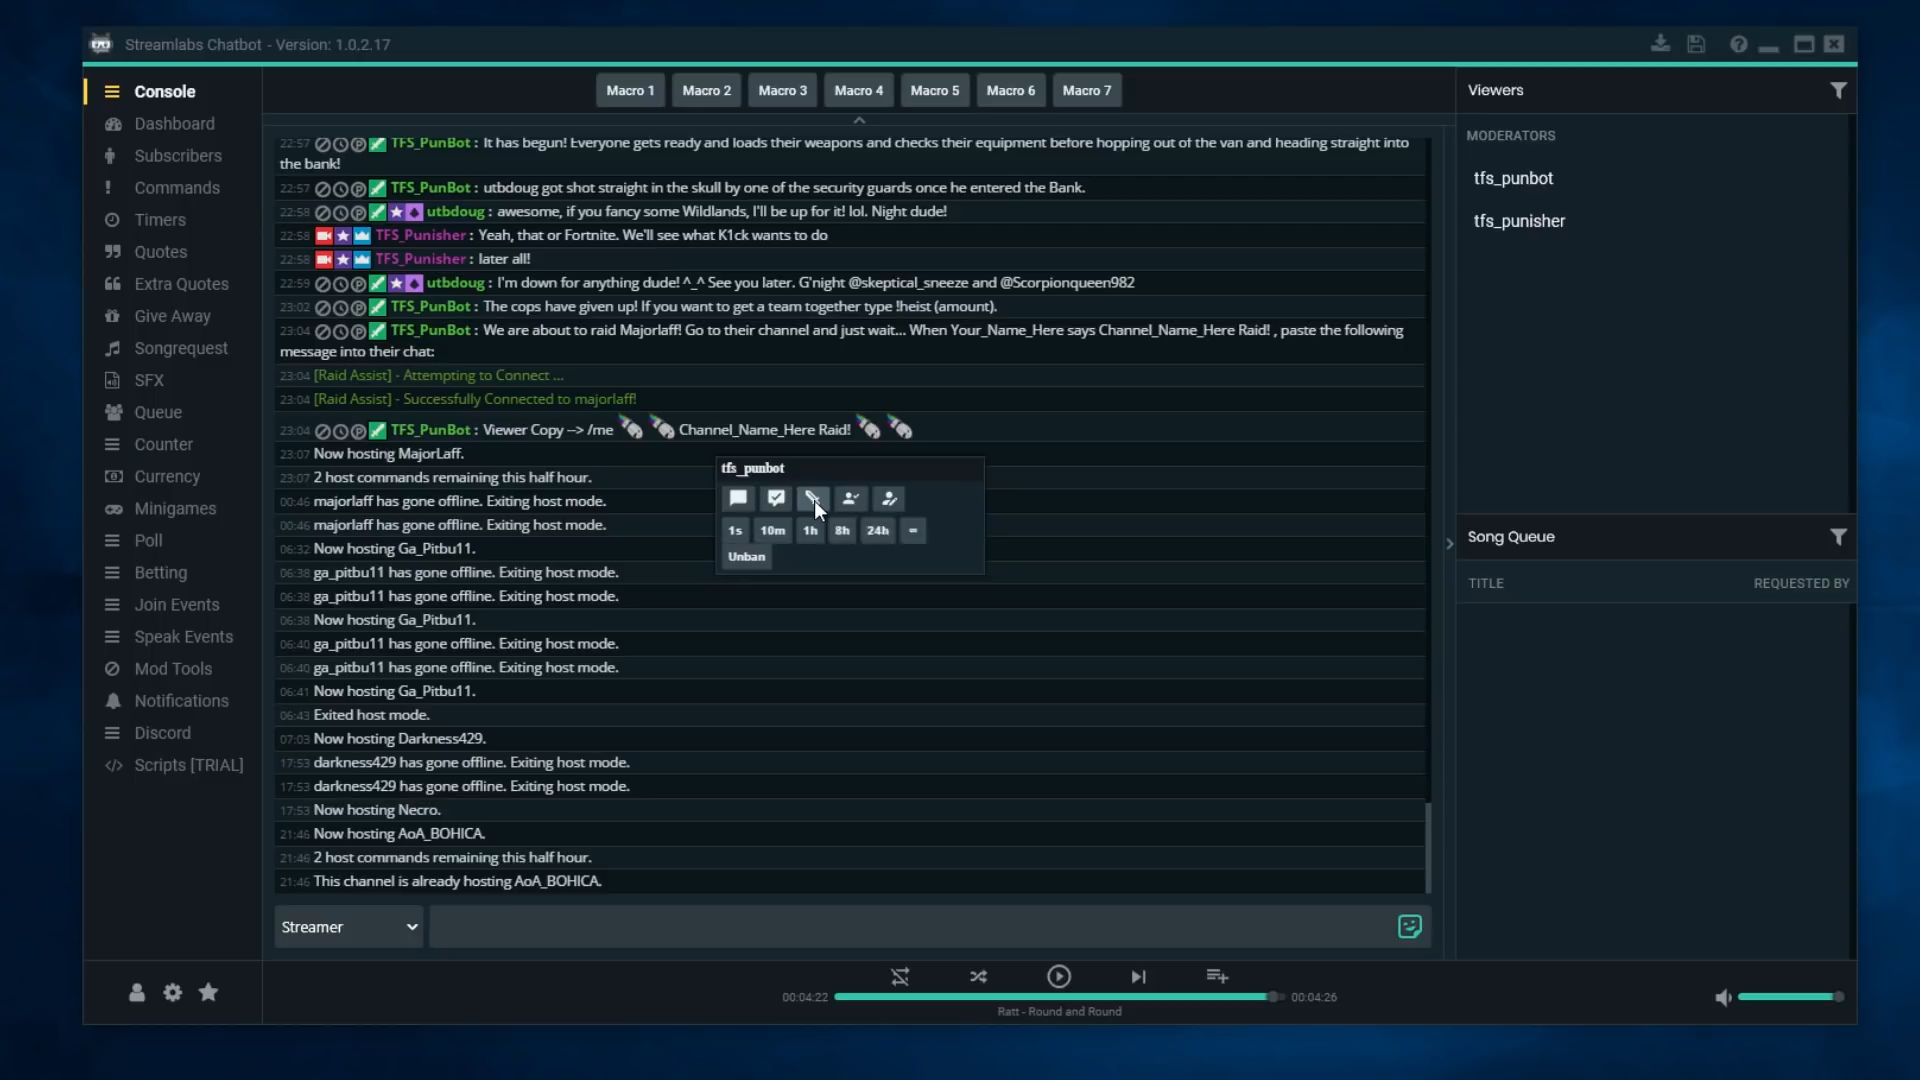 Streamlabs Chatbot - Version: 1.0.2.17
Console
Dashboard
Subscribers
Commands
Timers
Quotes
Extra Quotes
Give Away
Songrequest
SFX
Queue
Counter
Currency
Minigames
Poll
Betting
Join Events
Speak Events
Mod Tools
Notifications
Discord
Scripts [TRIAL]
Macro 1 Macro 2 Macro 3 Macro 4 Macro 5 Macro 6 Macro 7
22:57 TFS_PunBot : It has begun! Everyone gets ready and loads their weapons and checks their equipment before hopping out of the van and heading straight into
the bank!
22:57 TFS_PunBot : utbdoug got shot straight in the skull by one of the security guards once he entered the Bank.
22:58 utbdoug : awesome, if you fancy some Wildlands, I'll be up for it! lol. Night dude!
22:58 TFS_Punisher : Yeah, that or Fortnite. We'll see what K1ck wants to do
22:58 TFS_Punisher : later all!
22:59 utbdoug : I'm down for anything dude! ^_^ See you later. G'night @skeptical_sneeze and @Scorpionqueen982
23:02 TFS_PunBot : The cops have given up! If you want to get a team together type !heist (amount).
23:04 TFS_PunBot : We are about to raid Majorlaff! Go to their channel and just wait... When Your_Name_Here says Channel_Name_Here Raid! , paste the following
message into their chat:
23:04 [Raid Assist] - Attempting to Connect ...
23:04 [Raid Assist] - Successfully Connected to majorlaff!
23:04 TFS_PunBot : Viewer Copy --> /me Channel_Name_Here Raid!
23:07 Now hosting MajorLaff.
23:07 2 host commands remaining this half hour.
00:46 majorlaff has gone offline. Exiting host mode.
00:46 majorlaff has gone offline. Exiting host mode.
06:32 Now hosting Ga_Pitbu11.
06:38 ga_pitbu11 has gone offline. Exiting host mode.
06:38 ga_pitbu11 has gone offline. Exiting host mode.
06:38 Now hosting Ga_Pitbu11.
06:40 ga_pitbu11 has gone offline. Exiting host mode.
06:40 ga_pitbu11 has gone offline. Exiting host mode.
06:41 Now hosting Ga_Pitbu11.
06:43 Exited host mode.
07:03 Now hosting Darkness429.
17:53 darkness429 has gone offline. Exiting host mode.
17:53 darkness429 has gone offline. Exiting host mode.
17:53 Now hosting Necro.
21:46 Now hosting AoA_BOHICA.
21:46 2 host commands remaining this half hour.
21:46 This channel is already hosting AoA_BOHICA.
tfs_punbot
1s 10m 1h 8h 24h
Unban
Streamer
Viewers
MODERATORS
tfs_punbot
tfs_punisher
Song Queue
TITLE REQUESTED BY
00:04:22 00:04:26
Ratt - Round and Round